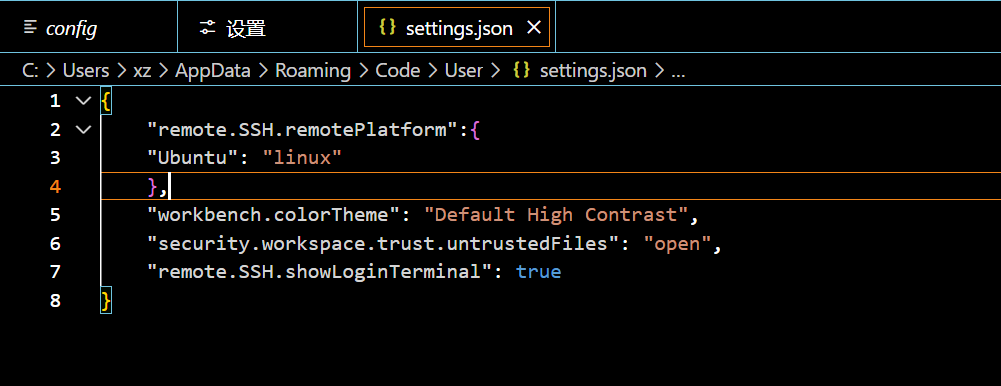 config 设置 {} settings.json ×
C: > Users > xz > AppData > Roaming > Code > User > {} settings.json > ...
1 {
2 "remote.SSH.remotePlatform":{
3 "Ubuntu": "linux"
4 },
5 "workbench.colorTheme": "Default High Contrast",
6 "security.workspace.trust.untrustedFiles": "open",
7 "remote.SSH.showLoginTerminal": true
8 }